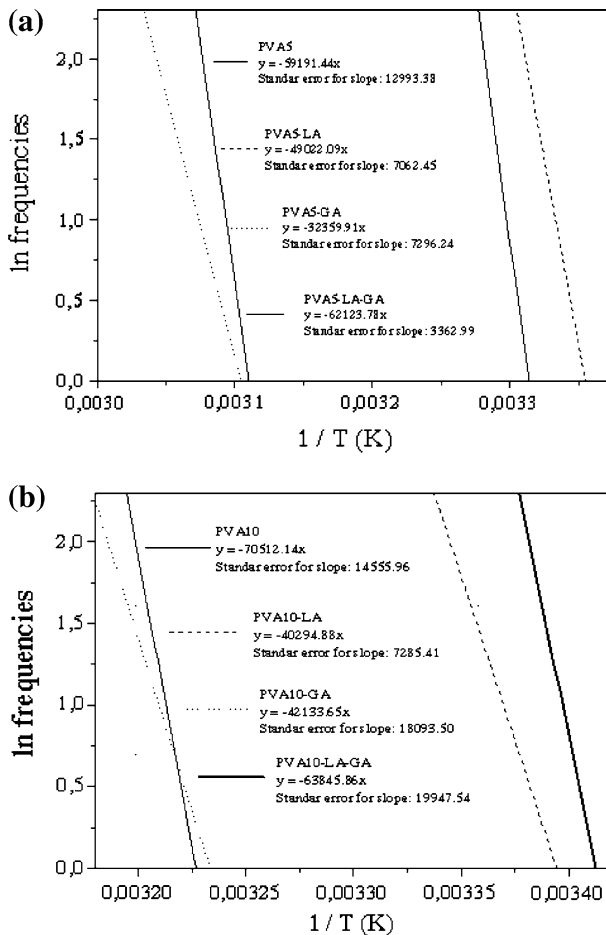 (a)
ln frequencies
2,0
1,5
1,0
0,5
0,0
PVA5
y = -59191.44x
Standar error for slope: 12993.38
PVA5-LA
y = -49022.09x
Standar error for slope: 7062.45
PVA5-GA
y = -32359.91x
Standar error for slope: 7296.24
PVA5-LA-GA
y = -62123.78x
Standar error for slope: 3362.99
0,0030
0,0031
0,0032
0,0033
1 / T (K)
(b)
ln frequencies
2,0
1,5
1,0
0,5
0,0
PVA10
y = -70512.14x
Standar error for slope: 14555.96
PVA10-LA
y = -40294.88x
Standar error for slope: 7285.41
PVA10-GA
y = -42133.65x
Standar error for slope: 18093.50
PVA10-LA-GA
y = -63845.86x
Standar error for slope: 19947.54
0,00320
0,00325
0,00330
0,00335
0,00340
1 / T (K)